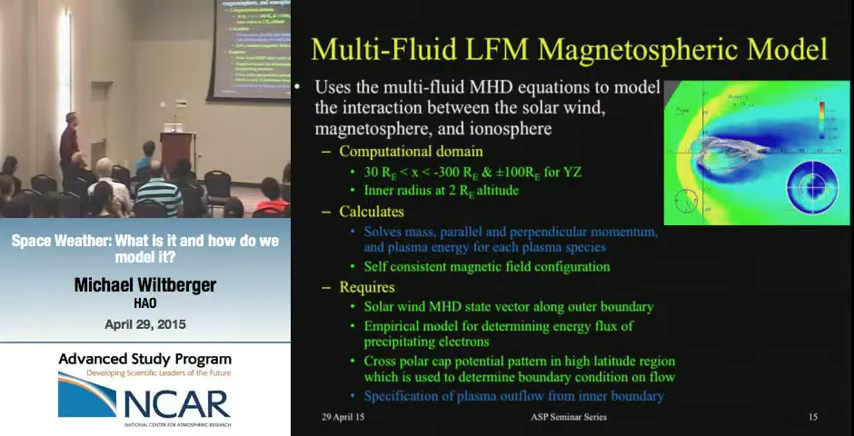 Space Weather: What is it and how do we
model it?
Michael Wiltberger
HAO
April 29, 2015
Advanced Study Program
Developing Scientific Leaders of the Future
NCAR
NATIONAL CENTER FOR ATMOSPHERIC RESEARCH
Multi-Fluid LFM Magnetospheric Model
• Uses the multi-fluid MHD equations to model
the interaction between the solar wind,
magnetosphere, and ionosphere
– Computational domain
• 30 RE < x < -300 RE & ±100RE for YZ
• Inner radius at 2 RE altitude
– Calculates
• Solves mass, parallel and perpendicular momentum,
and plasma energy for each plasma species
• Self consistent magnetic field configuration
– Requires
• Solar wind MHD state vector along outer boundary
• Empirical model for determining energy flux of
precipitating electrons
• Cross polar cap potential pattern in high latitude region
which is used to determine boundary condition on flow
• Specification of plasma outflow from inner boundary
29 April 15
ASP Seminar Series
15